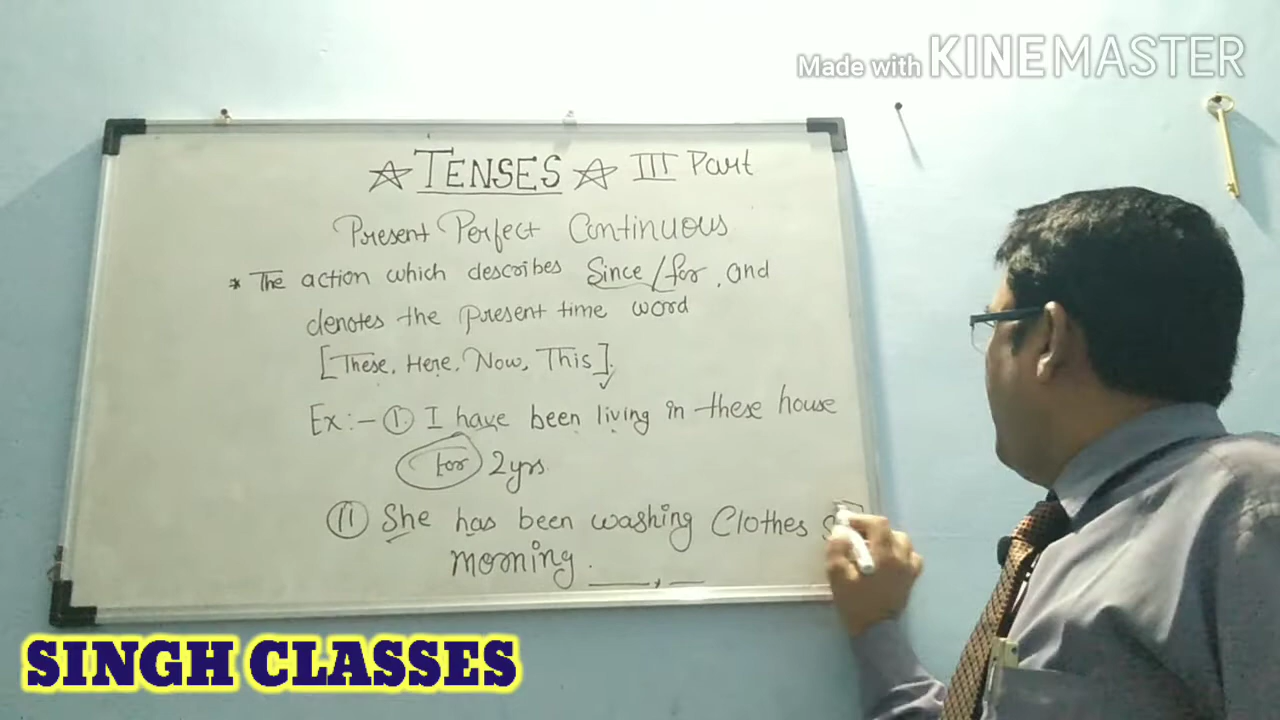 Made with KINEMASTER
☆ TENSES ☆ III Part
Present Perfect Continuous
* The action which describes Since/for, and
denotes the present time word
[These, Here, Now, This].
Ex:- ① I have been living in these house
for 2yrs.
(II) She has been washing Clothes
morning.
SINGH CLASSES